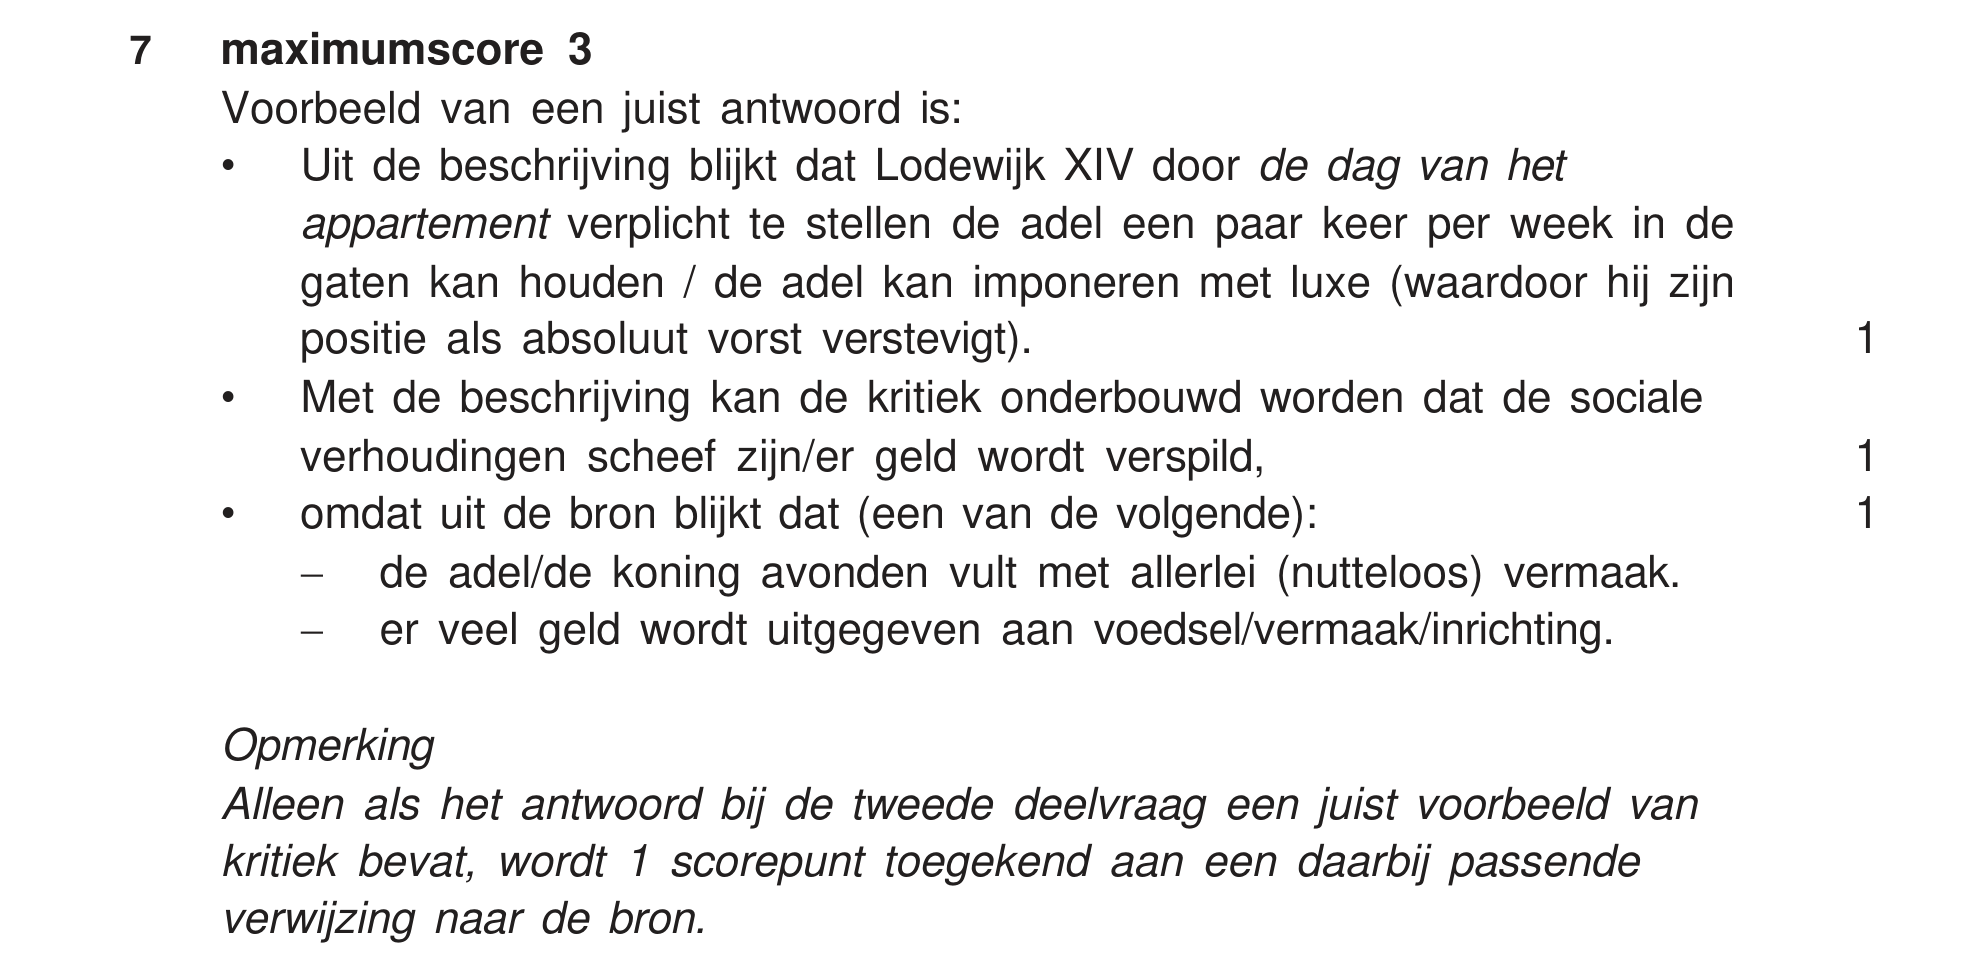 7 maximumscore 3
Voorbeeld van een juist antwoord is:
• Uit de beschrijving blijkt dat Lodewijk XIV door de dag van het
appartement verplicht te stellen de adel een paar keer per week in de
gaten kan houden / de adel kan imponeren met luxe (waardoor hij zijn
positie als absoluut vorst verstevigt). 1
• Met de beschrijving kan de kritiek onderbouwd worden dat de sociale
verhoudingen scheef zijn/er geld wordt verspild, 1
• omdat uit de bron blijkt dat (een van de volgende): 1
– de adel/de koning avonden vult met allerlei (nutteloos) vermaak.
– er veel geld wordt uitgegeven aan voedsel/vermaak/inrichting.
Opmerking
Alleen als het antwoord bij de tweede deelvraag een juist voorbeeld van
kritiek bevat, wordt 1 scorepunt toegekend aan een daarbij passende
verwijzing naar de bron.